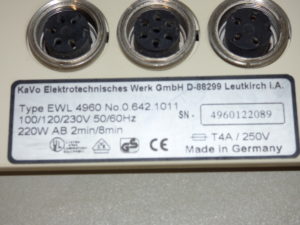 KaVo Elektrotechnisches Werk GmbH D-88299 Leutkirch i.A.
Type EWL 4960 No 0.642.1011
100/120/230V 50/60Hz
220W AB 2min/8min
SN - 4960122089
T4A / 250V
Made in Germany